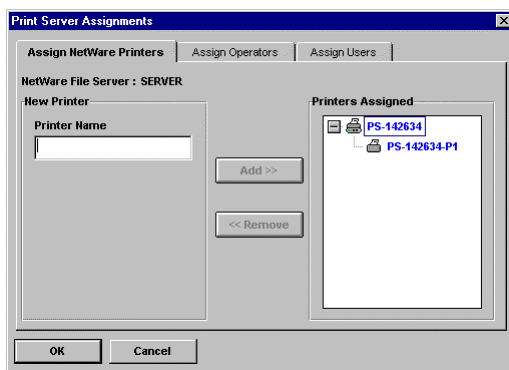 Print Server Assignments
Assign NetWare Printers
Assign Operators
Assign Users
NetWare File Server : SERVER
New Printer
Printer Name
Add >>
<< Remove
Printers Assigned
PS-142634
PS-142634-P1
OK
Cancel